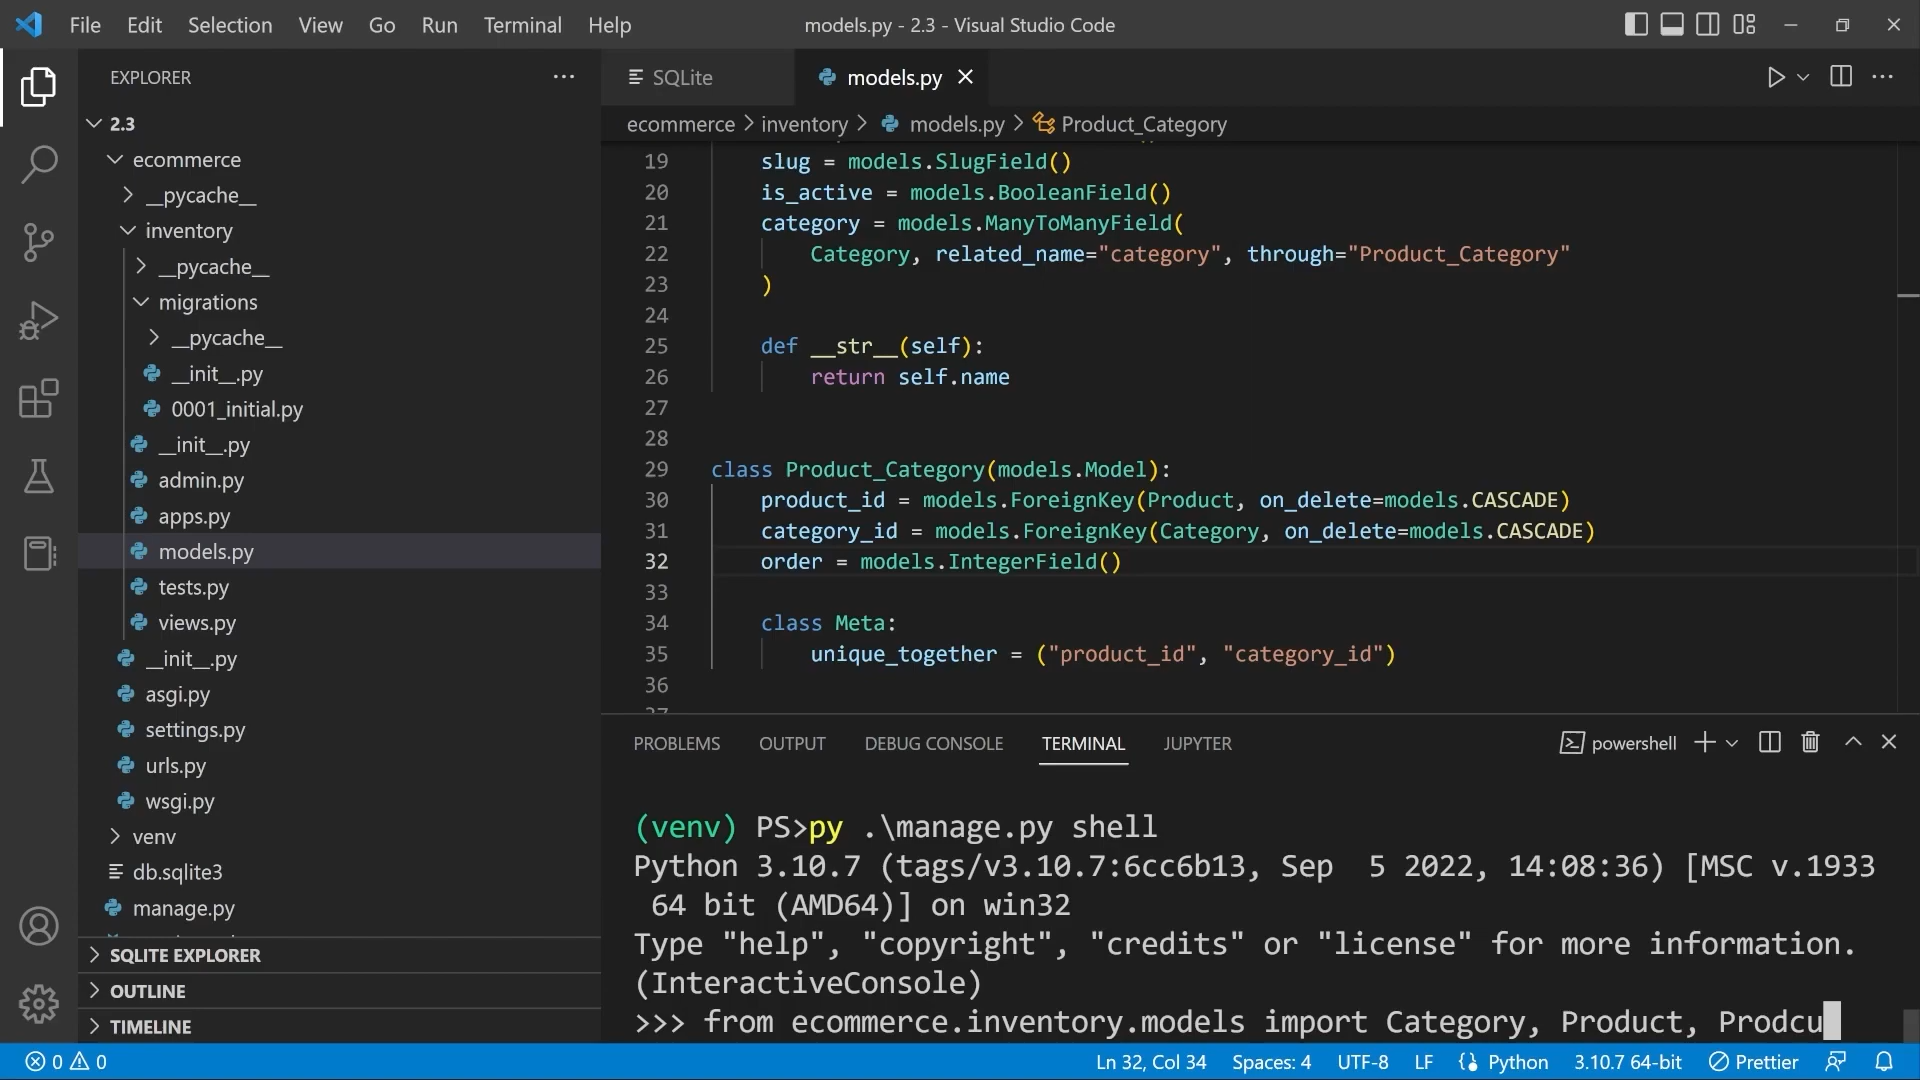 File Edit Selection View Go Run Terminal Help models.py - 2.3 - Visual Studio Code
EXPLORER
2.3
ecommerce
__pycache__
inventory
__pycache__
migrations
__pycache__
__init__.py
0001_initial.py
__init__.py
admin.py
apps.py
models.py
tests.py
views.py
__init__.py
asgi.py
settings.py
urls.py
wsgi.py
venv
db.sqlite3
manage.py
SQLITE EXPLORER
OUTLINE
TIMELINE
SQLite models.py
ecommerce > inventory > models.py > Product_Category
19 slug = models.SlugField()
20 is_active = models.BooleanField()
21 category = models.ManyToManyField(
22 Category, related_name="category", through="Product_Category"
23 )
24
25 def __str__(self):
26 return self.name
27
28
29 class Product_Category(models.Model):
30 product_id = models.ForeignKey(Product, on_delete=models.CASCADE)
31 category_id = models.ForeignKey(Category, on_delete=models.CASCADE)
32 order = models.IntegerField()
33
34 class Meta:
35 unique_together = ("product_id", "category_id")
36
PROBLEMS OUTPUT DEBUG CONSOLE TERMINAL JUPYTER powershell
(venv) PS>py .\manage.py shell
Python 3.10.7 (tags/v3.10.7:6cc6b13, Sep  5 2022, 14:08:36) [MSC v.1933
64 bit (AMD64)] on win32
Type "help", "copyright", "credits" or "license" for more information.
(InteractiveConsole)
>>> from ecommerce.inventory.models import Category, Product, Prodcu
0 0 Ln 32, Col 34 Spaces: 4 UTF-8 LF Python 3.10.7 64-bit Prettier